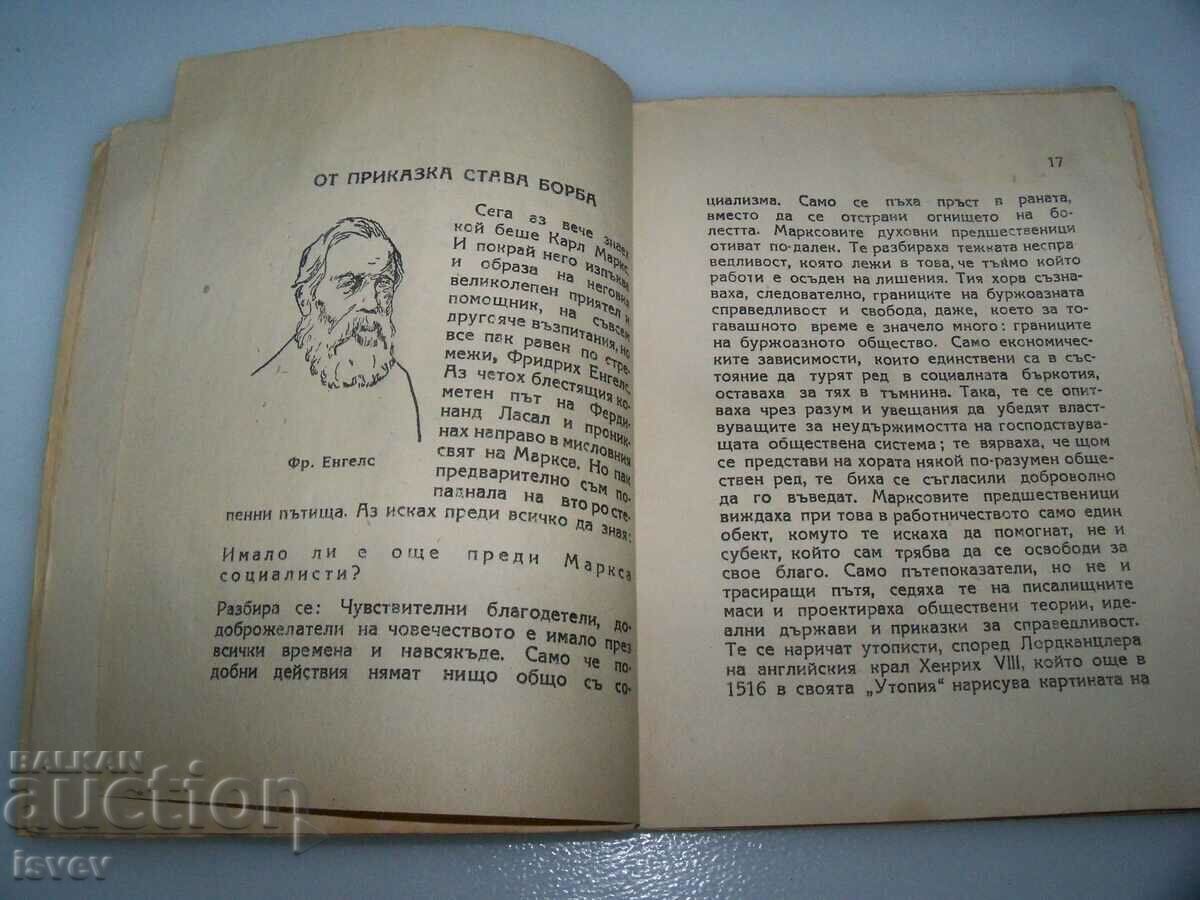 ОТ ПРИКАЗКА СТАВА БОРБА
Сега аз вече знаех
кой беше Карл Маркс.
И покрай него изпъква
и образа на неговия
великолепен приятел и
помощник, на съвсем
другояче възпитания, но
все пак равен по стре-
межи, Фридрих Енгелс.
Аз четох блестящия ко-
метен път на Ферди-
нанд Ласал и проник-
нах направо в мисловния
свят на Маркса. Но пак
предварително съм по-
паднала на второсте-
Фр. Енгелс
пенни пътища. Аз исках преди всичко да зная:
Имало ли е още преди Маркса
социалисти?
Разбира се: Чувствителни благодетели, до-
доброжелатели на човечеството е имало през
всички времена и навсякъде. Само че по-
добни действия нямат нищо общо съ со-
17
циализма. Само се пъха пръст в раната,
вместо да се отстрани огнището на бо-
лестта. Марксовите духовни предшественици
отиват по-далек. Те разбираха тежката неспра-
ведливост, която лежи в това, че тъймо който
работи е осъден на лишения. Тия хора съзна-
ваха, следователно, границите на буржоазната
справедливост и свобода, даже, което за то-
гавашното време е значело много: границите
на буржоазното общество. Само економичес-
ките зависимости, които единствени са в със-
тояние да турят ред в социалната бъркотия,
оставаха за тях в тъмнина. Така, те се опит-
ваха чрез разум и увещания да убедят власт-
вуващите за неудържимостта на господствува-
щата обществена система; те вярваха, че щом
се представи на хората някой по-разумен общес-
твен ред, те биха се съгласили доброволно
да го въведат. Марксовите предшественици
виждаха при това в работничеството само един
обект, комуто те искаха да помогнат, не и
субект, който сам трябва да се освободи за
свое благо. Само пътепоказатели, но не и
трасиращи пътя, седяха те на писалищните
маси и проектираха обществени теории, иде-
ални държави и приказки за справедливост.
Те се наричат утописти, според Лордканцлера
на английския крал Хенрих VIII, който още в
1516 в своята „Утопия“ нарисува картината на
BALKAN
auction
isvev